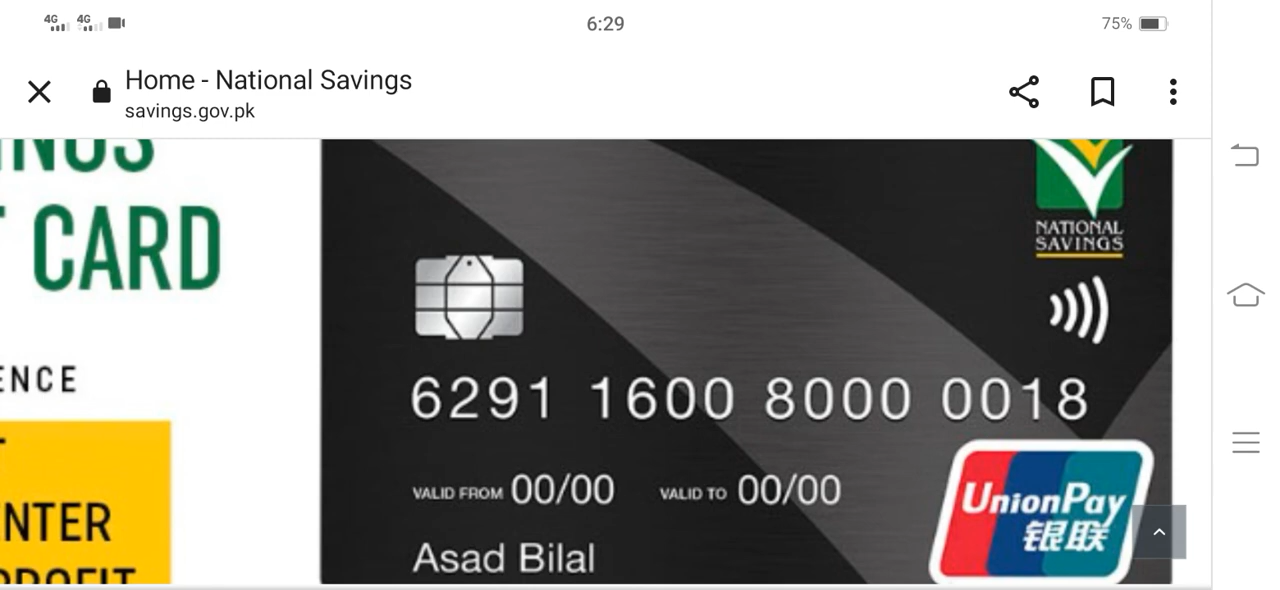 4G 4G 6:29 75%
Home - National Savings
savings.gov.pk
CARD
NATIONAL
SAVINGS
ENCE
6291 1600 8000 0018
VALID FROM 00/00 VALID TO 00/00
NTER
UnionPay
银联
Asad Bilal